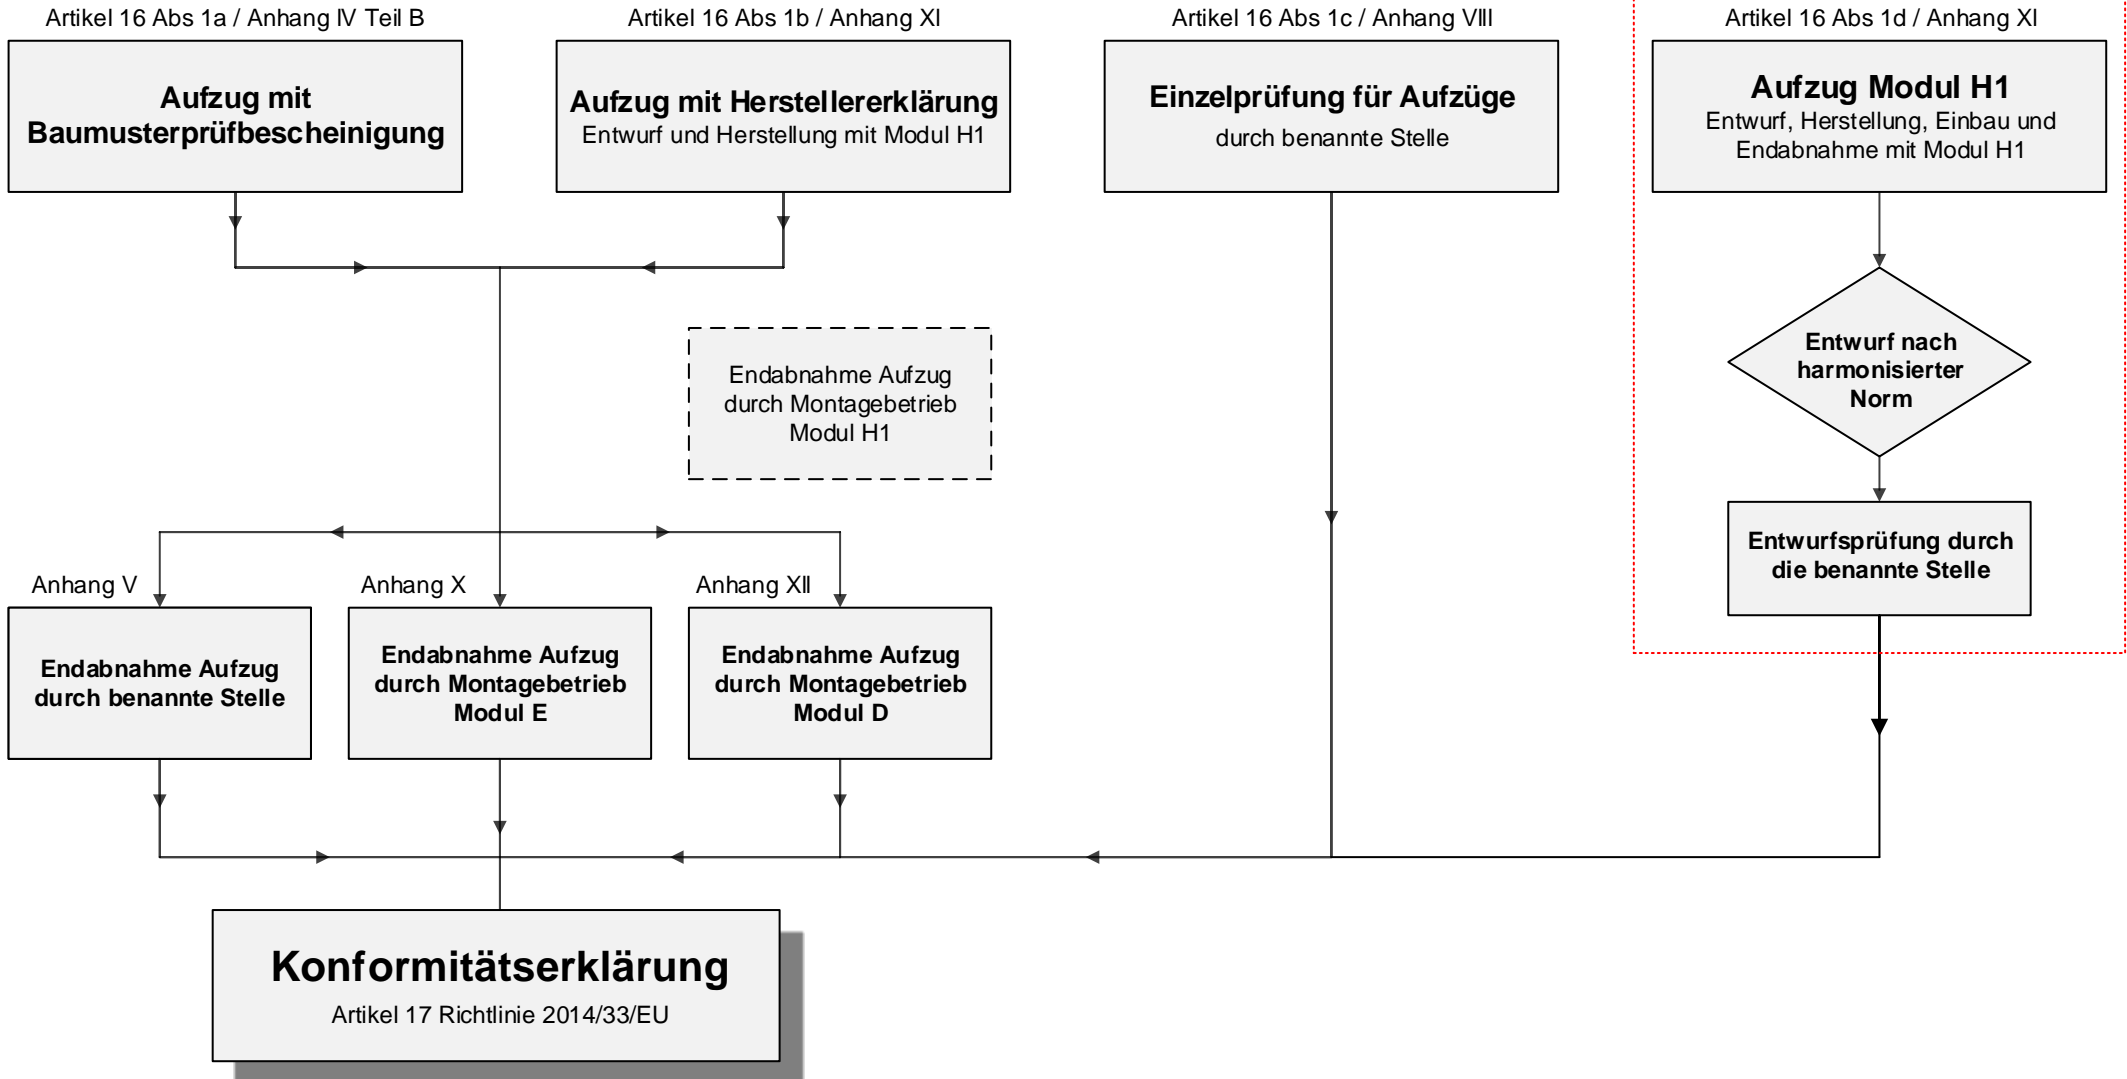 Artikel 16 Abs 1a / Anhang IV Teil B
Aufzug mit
Baumusterprüfbescheinigung
Artikel 16 Abs 1b / Anhang XI
Aufzug mit Herstellererklärung
Entwurf und Herstellung mit Modul H1
Artikel 16 Abs 1c / Anhang VIII
Einzelprüfung für Aufzüge
durch benannte Stelle
Artikel 16 Abs 1d / Anhang XI
Aufzug Modul H1
Entwurf, Herstellung, Einbau und
Endabnahme mit Modul H1
Entwurf nach
harmonisierter
Norm
Entwurfsprüfung durch
die benannte Stelle
Endabnahme Aufzug
durch Montagebetrieb
Modul H1
Anhang V
Endabnahme Aufzug
durch benannte Stelle
Anhang X
Endabnahme Aufzug
durch Montagebetrieb
Modul E
Anhang XII
Endabnahme Aufzug
durch Montagebetrieb
Modul D
Konformitätserklärung
Artikel 17 Richtlinie 2014/33/EU